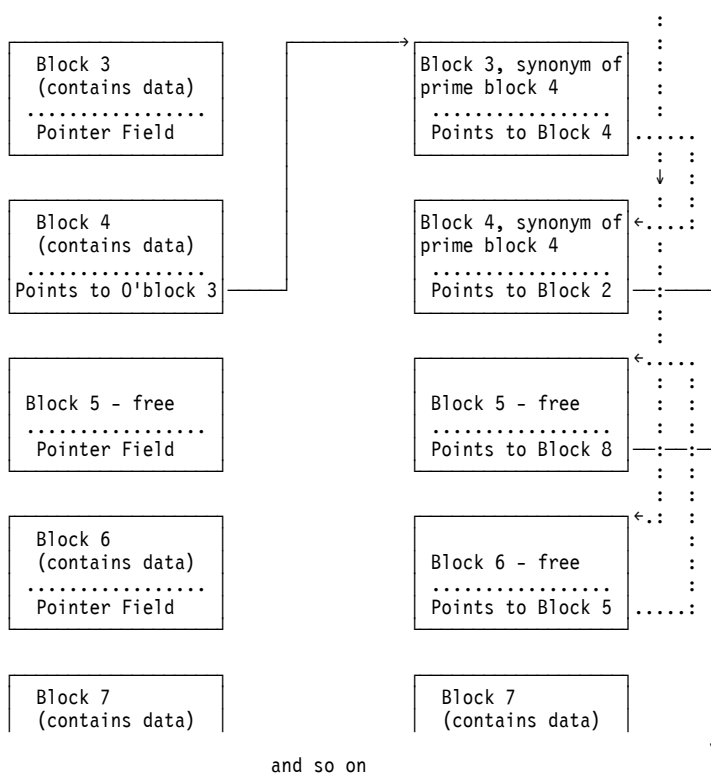 Block 3
(contains data)
.................
Pointer Field
Block 3, synonym of
prime block 4
.................
Points to Block 4
Block 4
(contains data)
.................
Points to O'block 3
Block 4, synonym of
prime block 4
.................
Points to Block 2
Block 5 - free
.................
Pointer Field
Block 5 - free
.................
Points to Block 8
Block 6
(contains data)
.................
Pointer Field
Block 6 - free
.................
Points to Block 5
Block 7
(contains data)
Block 7
(contains data)
and so on